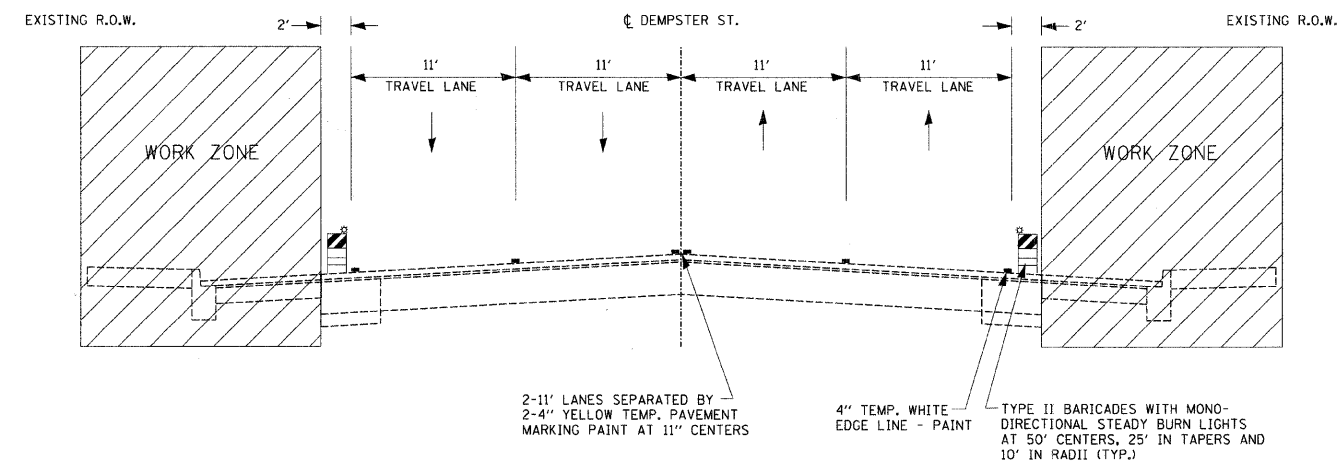 EXISTING R.O.W.
2'
℄ DEMPSTER ST.
2'
EXISTING R.O.W.
11'
TRAVEL LANE
11'
TRAVEL LANE
11'
TRAVEL LANE
11'
TRAVEL LANE
WORK ZONE
WORK ZONE
2-11' LANES SEPARATED BY
2-4" YELLOW TEMP. PAVEMENT
MARKING PAINT AT 11" CENTERS
4" TEMP. WHITE
EDGE LINE - PAINT
TYPE II BARICADES WITH MONO-
DIRECTIONAL STEADY BURN LIGHTS
AT 50' CENTERS, 25' IN TAPERS AND
10' IN RADII (TYP.)